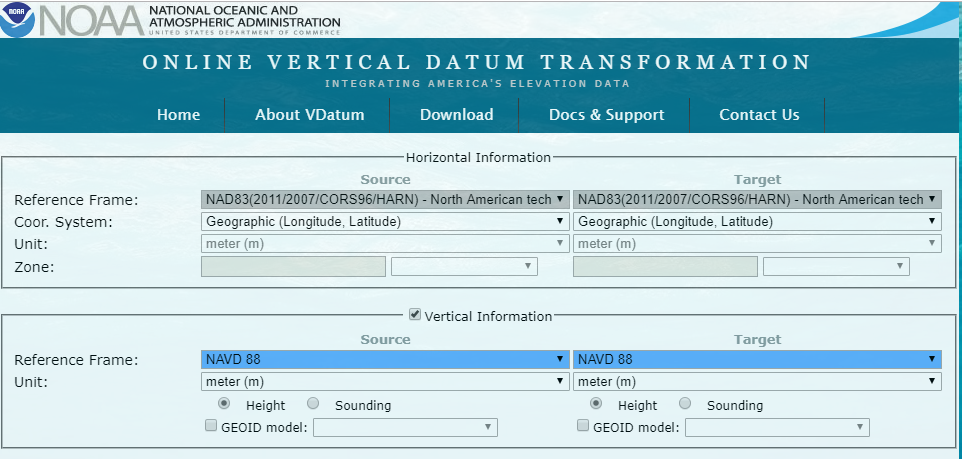 NOAA NOAA NATIONAL OCEANIC AND
ATMOSPHERIC ADMINISTRATION
UNITED STATES DEPARTMENT OF COMMERCE
ONLINE VERTICAL DATUM TRANSFORMATION
INTEGRATING AMERICA'S ELEVATION DATA
Home About VDatum Download Docs & Support Contact Us
Horizontal Information
Source Target
Reference Frame: NAD83(2011/2007/CORS96/HARN) - North American tech NAD83(2011/2007/CORS96/HARN) - North American tech
Coor. System: Geographic (Longitude, Latitude) Geographic (Longitude, Latitude)
Unit: meter (m) meter (m)
Zone:
Vertical Information
Source Target
Reference Frame: NAVD 88 NAVD 88
Unit: meter (m) meter (m)
Height Sounding Height Sounding
GEOID model: GEOID model: